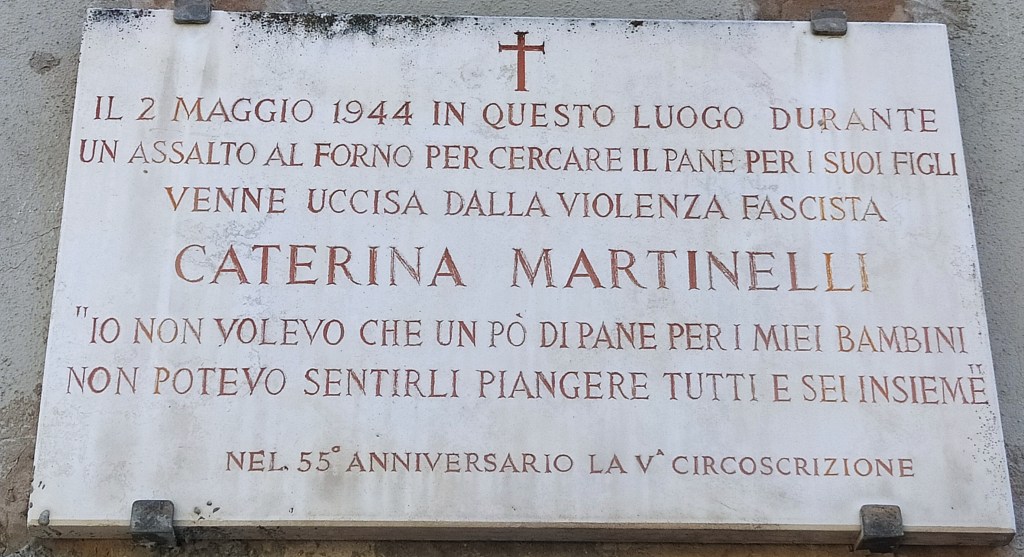 IL 2 MAGGIO 1944 IN QUESTO LUOGO DURANTE
UN ASSALTO AL FORNO PER CERCARE IL PANE PER I SUOI FIGLI
VENNE UCCISA DALLA VIOLENZA FASCISTA
CATERINA MARTINELLI
"IO NON VOLEVO CHE UN PÒ DI PANE PER I MIEI BAMBINI
NON POTEVO SENTIRLI PIANGERE TUTTI E SEI INSIEME"
NEL. 55° ANNIVERSARIO LA V^ CIRCOSCRIZIONE